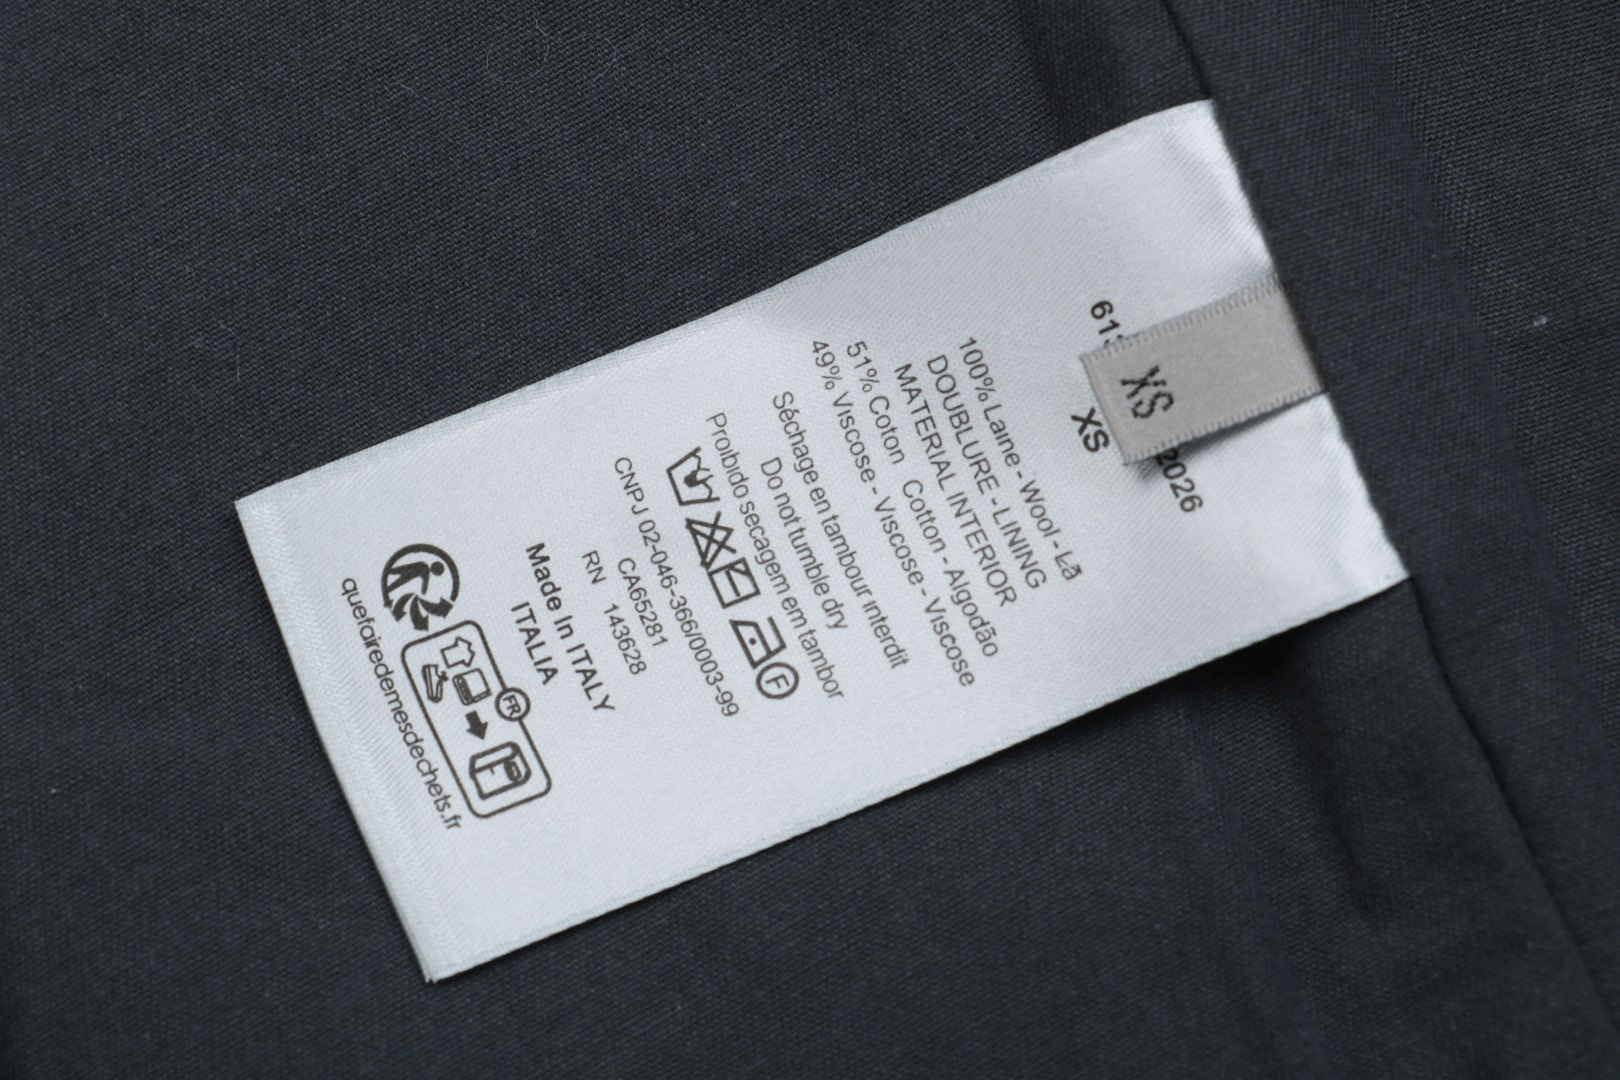 XS
XS
100% Laine - Wool - Lã
DOUBLURE - LINING
MATERIAL INTERIOR
51% Coton Cotton - Algodão
49% Viscose - Viscose - Viscose
Séchage en tambour interdit
Do not tumble dry
Proibido secagem em tambor
F
CNPJ 02-046-366/0003-99
CA65281
RN 143628
Made In ITALY
ITALIA
FR
quefairedemesdechets.fr